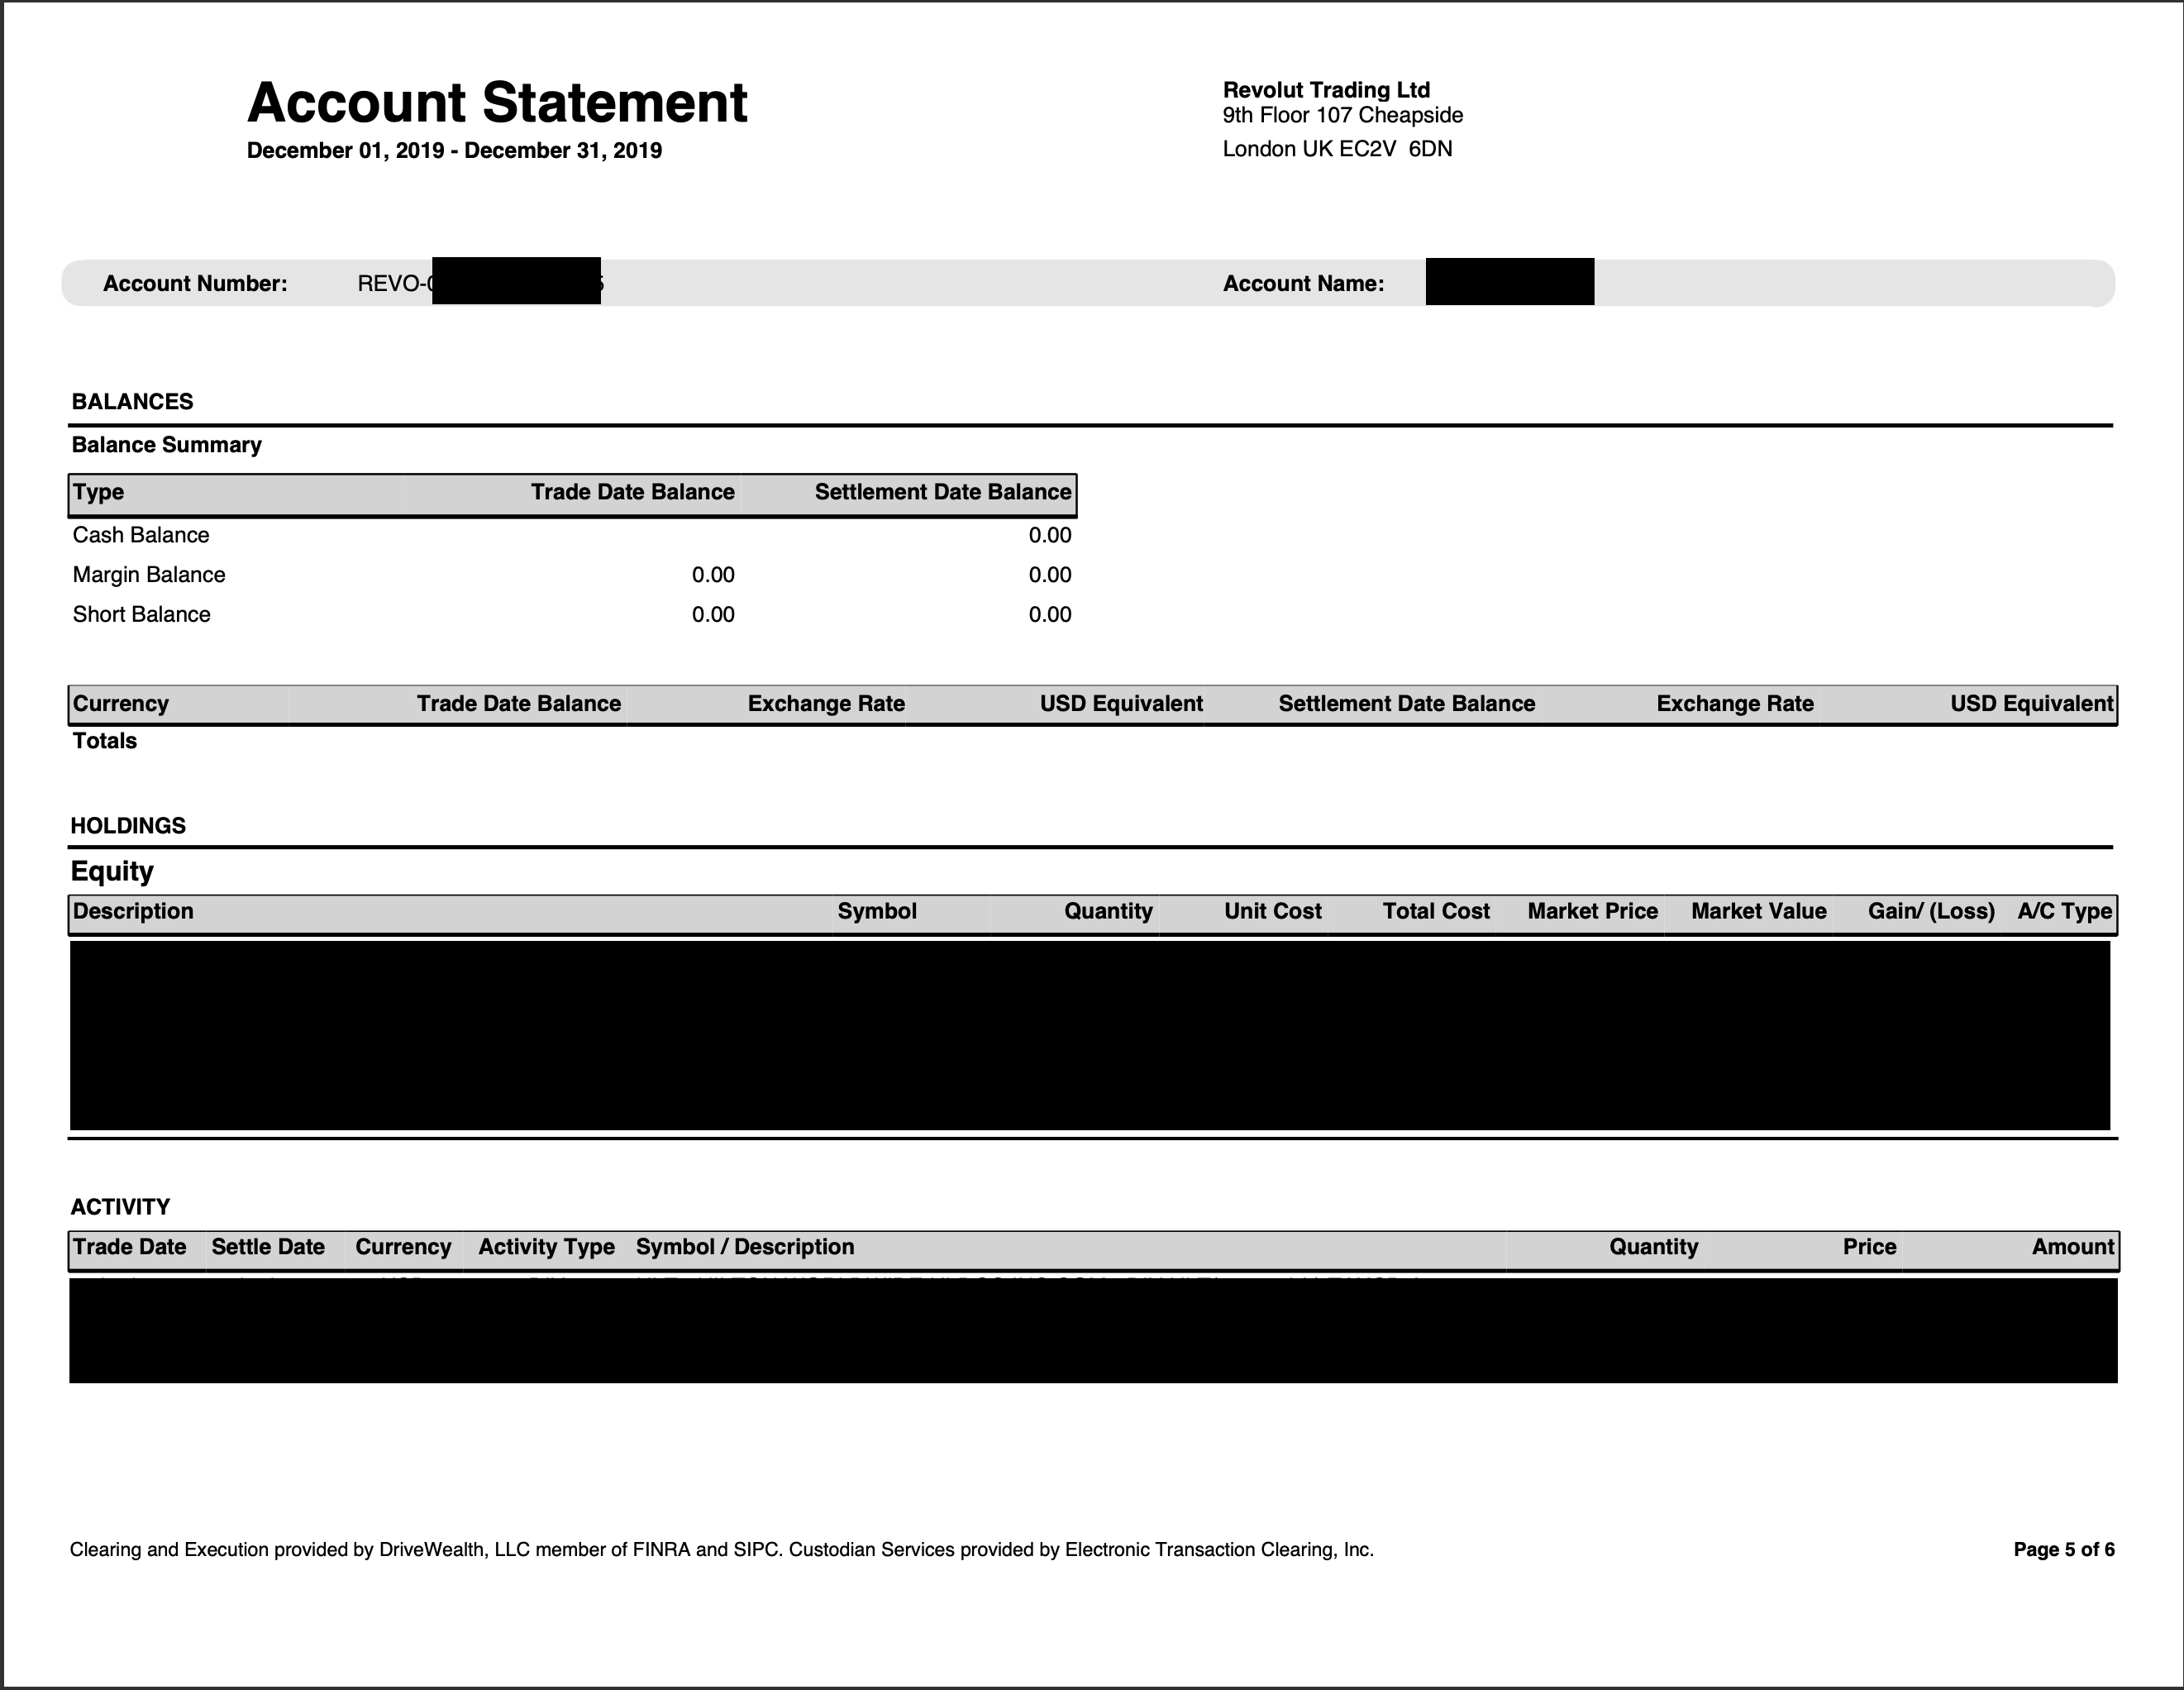 Account Statement
December 01, 2019 - December 31, 2019
Revolut Trading Ltd
9th Floor 107 Cheapside
London UK EC2V 6DN
Account Number: REVO- Account Name:
BALANCES
Balance Summary
Type Trade Date Balance Settlement Date Balance
Cash Balance 0.00
Margin Balance 0.00 0.00
Short Balance 0.00 0.00
Currency Trade Date Balance Exchange Rate USD Equivalent Settlement Date Balance Exchange Rate USD Equivalent
Totals
HOLDINGS
Equity
Description Symbol Quantity Unit Cost Total Cost Market Price Market Value Gain/ (Loss) A/C Type
ACTIVITY
Trade Date Settle Date Currency Activity Type Symbol / Description Quantity Price Amount
Clearing and Execution provided by DriveWealth, LLC member of FINRA and SIPC. Custodian Services provided by Electronic Transaction Clearing, Inc.
Page 5 of 6